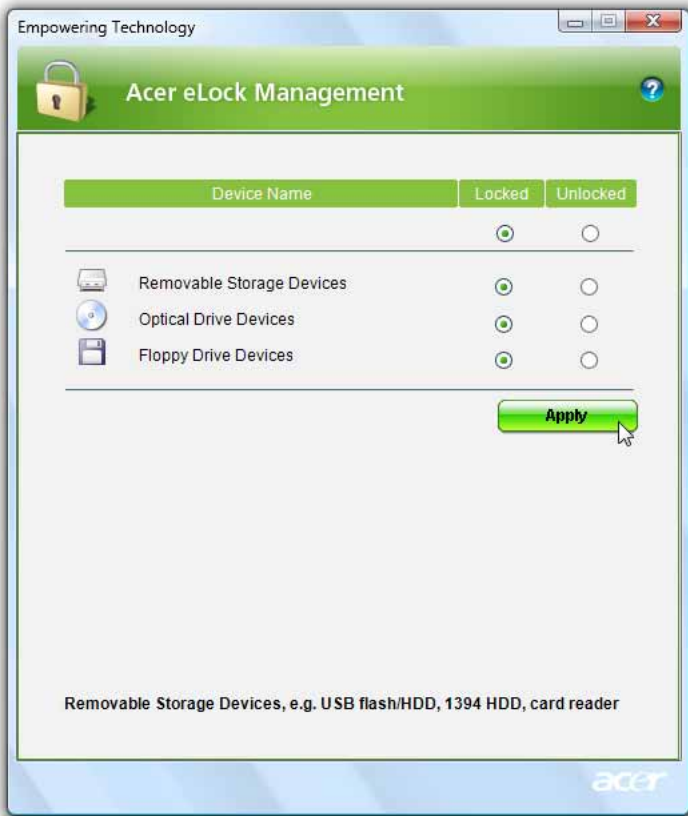 Empowering Technology
Acer eLock Management
?
Device Name Locked Unlocked
Removable Storage Devices
Optical Drive Devices
Floppy Drive Devices
Apply
Removable Storage Devices, e.g. USB flash/HDD, 1394 HDD, card reader
acer